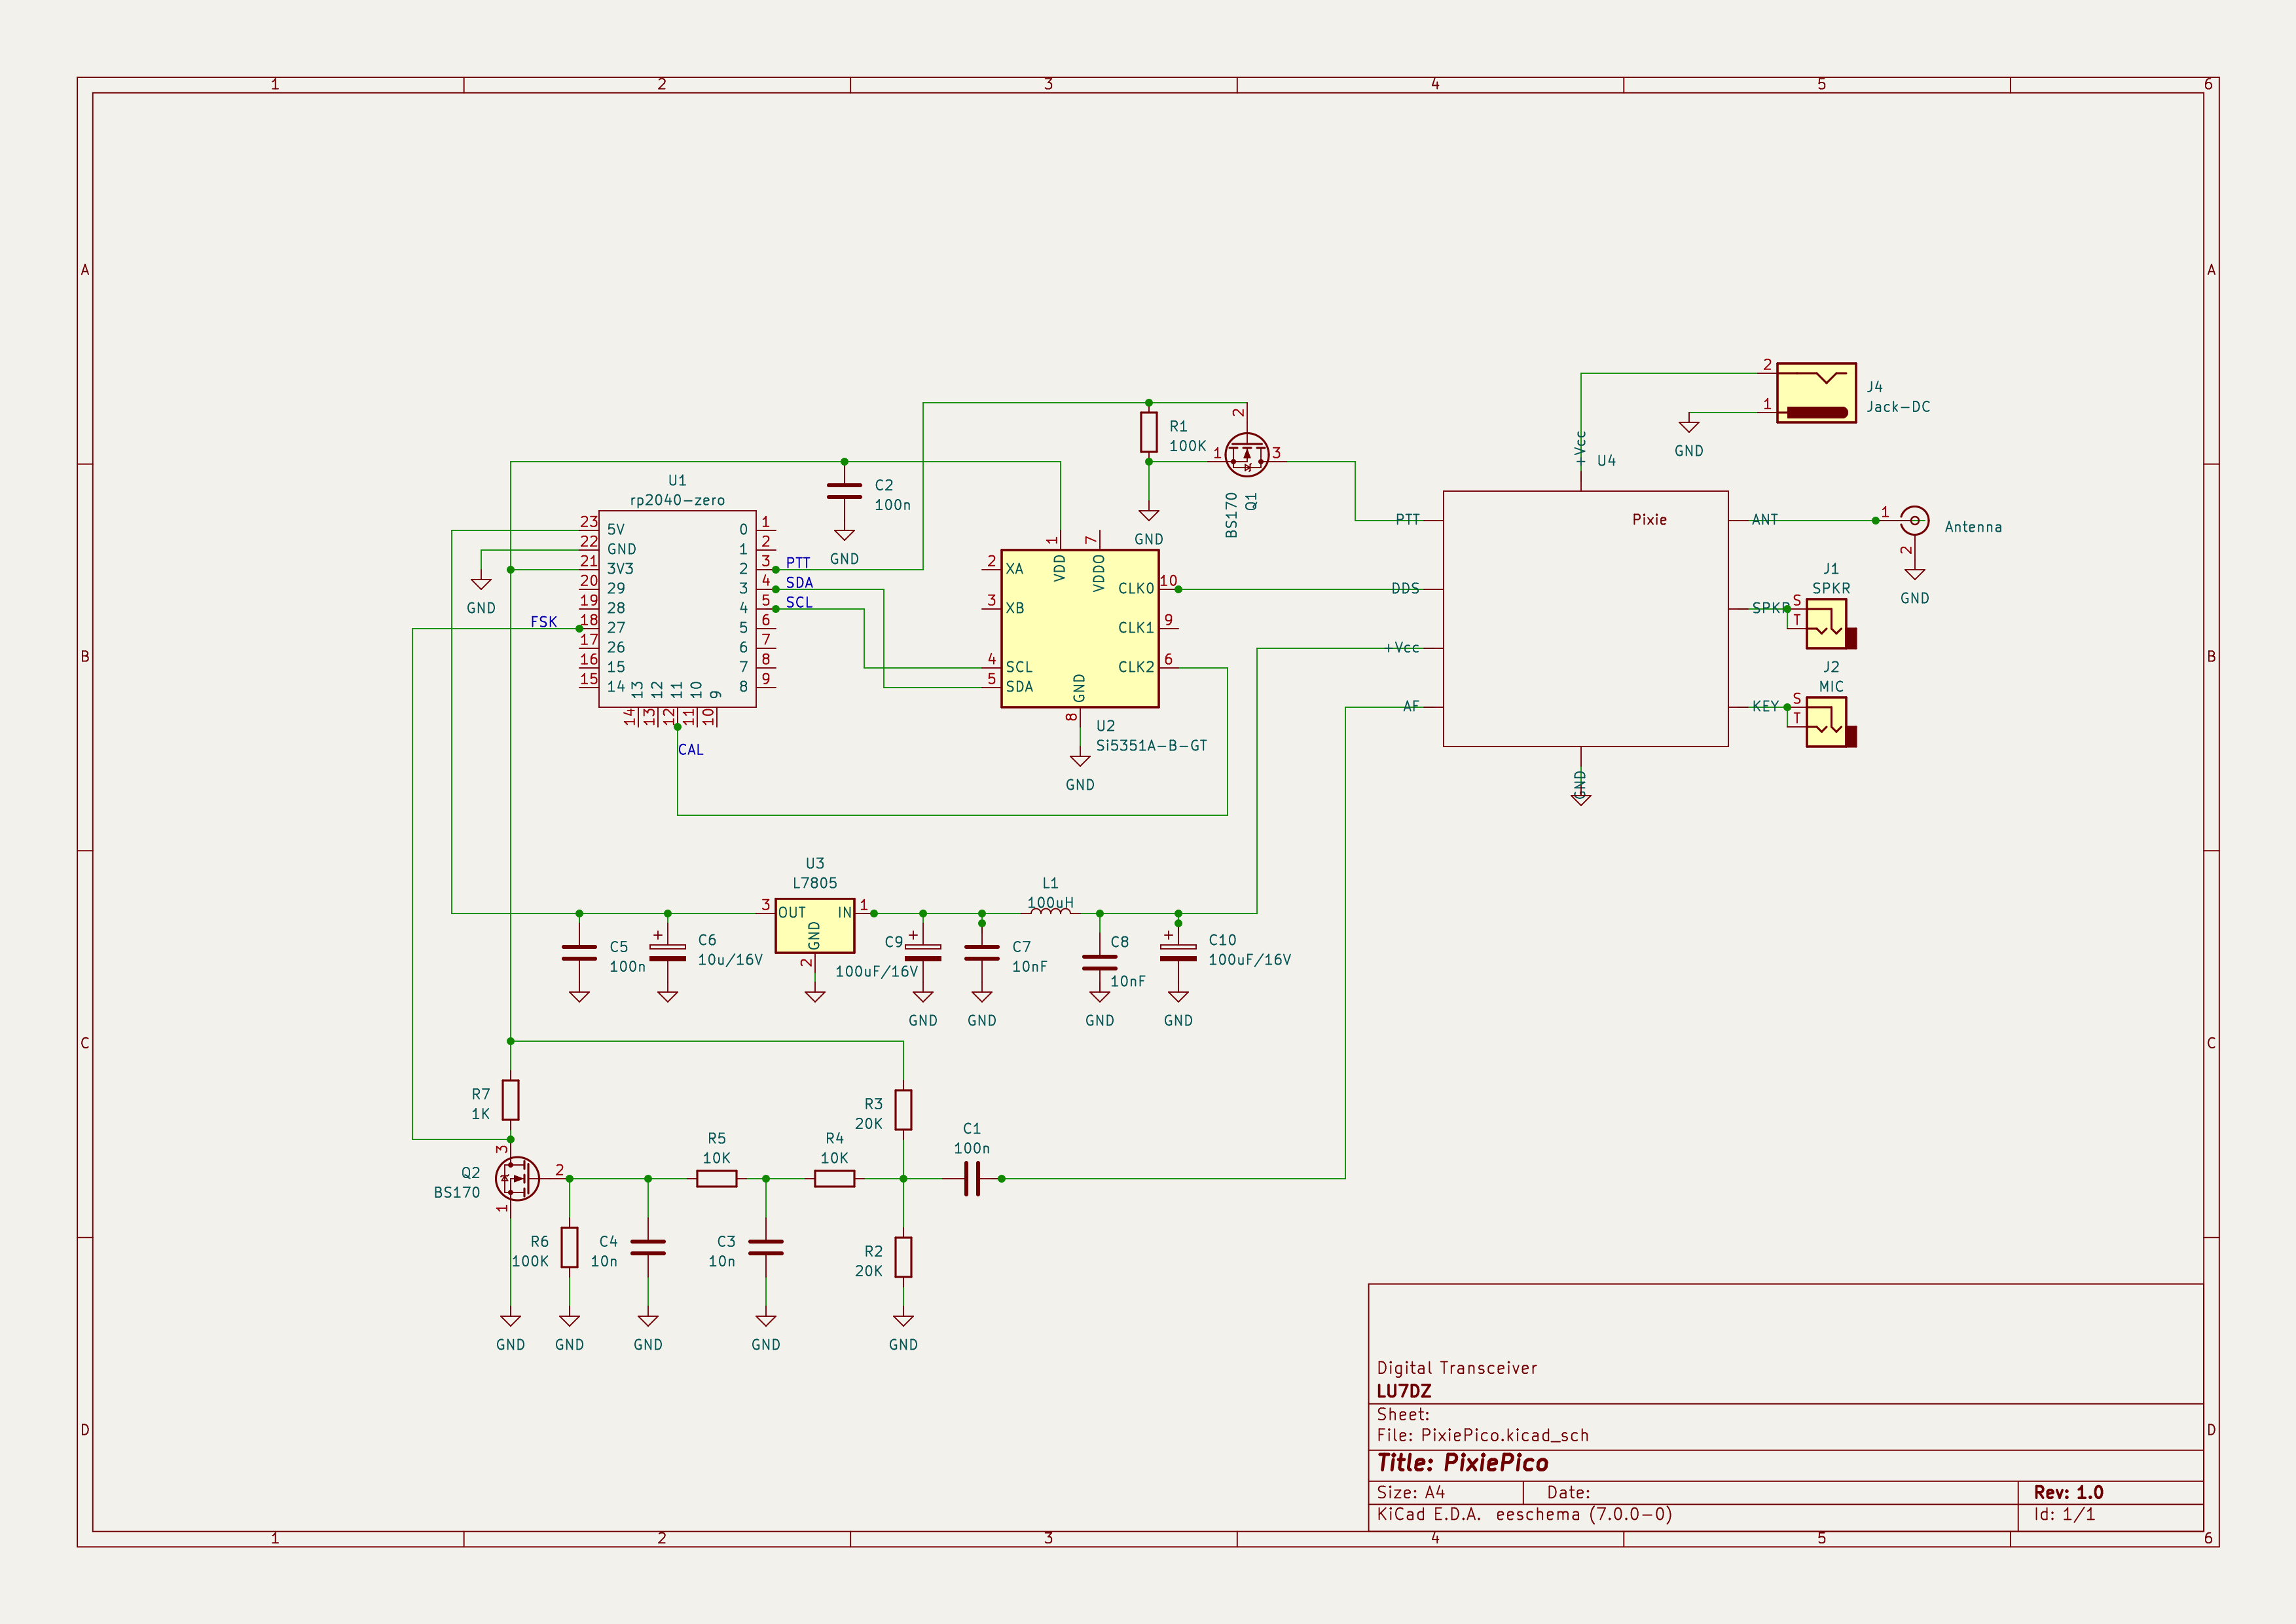 1 2 3 4 5 6
A A
B B
C C
D D
J4
Jack-DC
2
1
GND
+Vcc
U4
R1
100K
2
1 3
BS170
Q1
GND
C2
100n
GND
U1
rp2040-zero
23 5V 0 1
22 GND 1 2
21 3V3 2 3 PTT
20 29 3 4 SDA
19 28 4 5 SCL
FSK 18 27 5 6
17 26 6 7
16 15 7 8
15 14 8 9
13 12 11 10 9
14 13 12 11 10
GND
CAL
1 7
VDD VDDO
2 XA
3 XB
4 SCL
5 SDA
CLK0 10
CLK1 9
CLK2 6
GND
8
U2
Si5351A-B-GT
GND
Pixie
PTT
DDS
+Vcc
AF
ANT
SPKR
KEY
GND
1
Antenna
2
GND
J1
SPKR
S
T
J2
MIC
S
T
U3
L7805
3 OUT IN 1
GND
2
L1
100uH
C5
100n
C6
10u/16V
+
C9
100uF/16V
+
C7
10nF
C8
10nF
C10
100uF/16V
+
GND GND GND GND
R7
1K
R3
20K
C1
100n
R5
10K
R4
10K
Q2
BS170
3
2
1
R6
100K
C4
10n
C3
10n
R2
20K
GND GND GND GND GND
Digital Transceiver
LU7DZ
Sheet:
File: PixiePico.kicad_sch
Title: PixiePico
Size: A4 Date: Rev: 1.0
KiCad E.D.A. eeschema (7.0.0-0) Id: 1/1
1 2 3 4 5 6